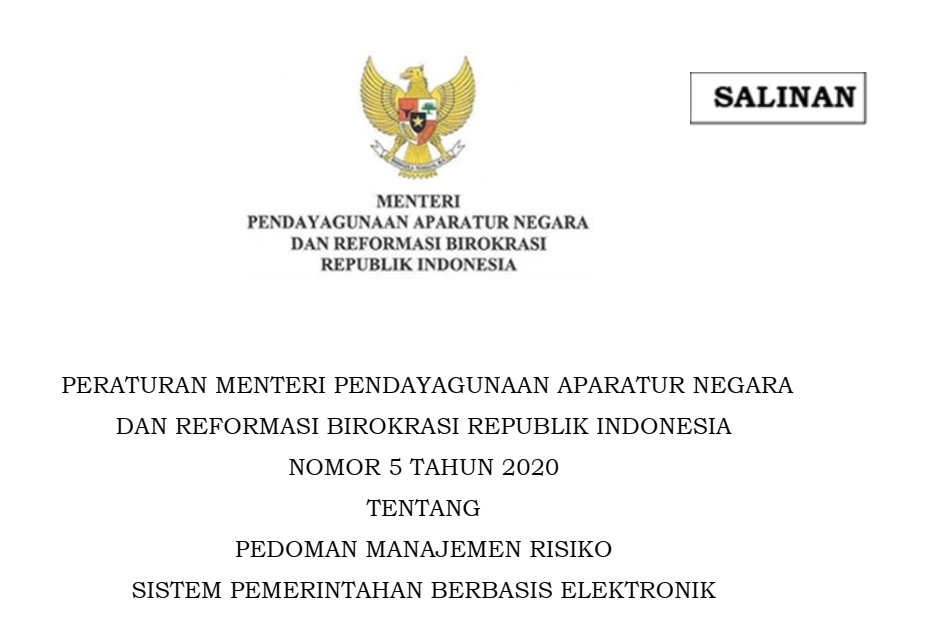 SALINAN
MENTERI
PENDAYAGUNAAN APARATUR NEGARA
DAN REFORMASI BIROKRASI
REPUBLIK INDONESIA
PERATURAN MENTERI PENDAYAGUNAAN APARATUR NEGARA
DAN REFORMASI BIROKRASI REPUBLIK INDONESIA
NOMOR 5 TAHUN 2020
TENTANG
PEDOMAN MANAJEMEN RISIKO
SISTEM PEMERINTAHAN BERBASIS ELEKTRONIK